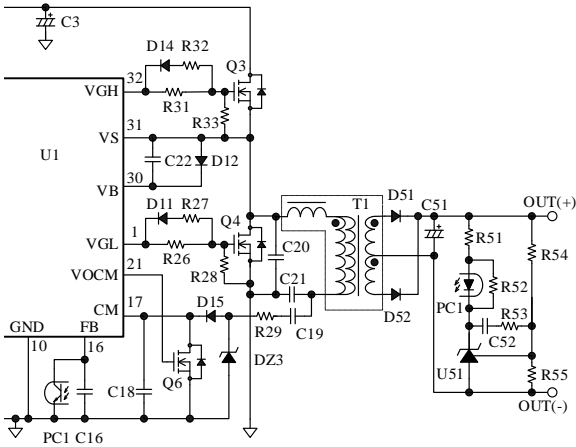 C3
D14 R32
Q3
32
VGH
R31
R33
31
VS
U1
C22 D12
30
VB
D11 R27
Q4
1
VGL
R26
R28
21
VOCM
17
CM
D15
C20
C21
T1
D51
C51
OUT(+)
R51
R54
R52
PC1
D52
R53
C52
U51
R55
OUT(-)
R29
C19
DZ3
GND
FB
10
16
Q6
C18
PC1 C16